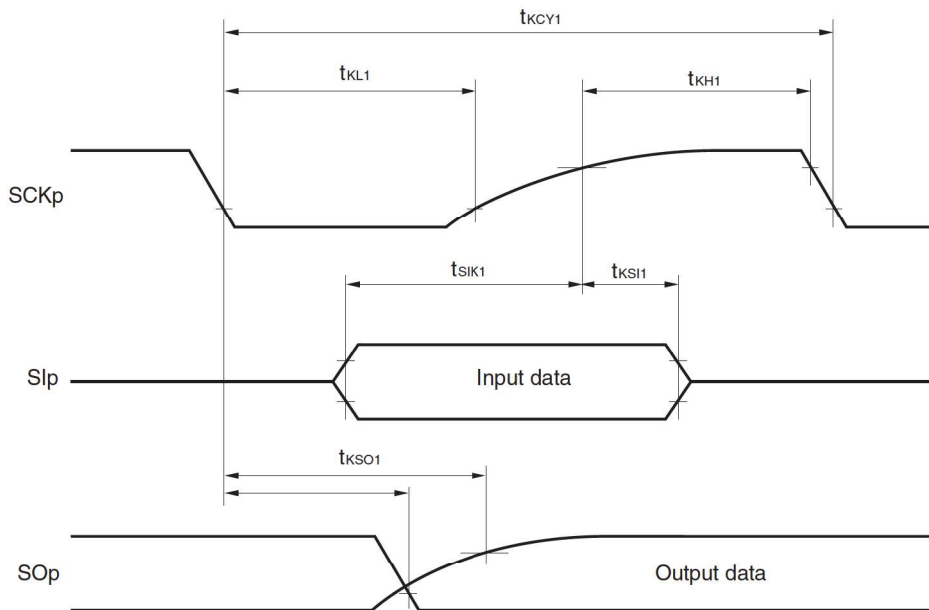 tKCY1
tKL1
tKH1
SCKp
tSIK1
tKSI1
SIp
Input data
tKSO1
SOp
Output data